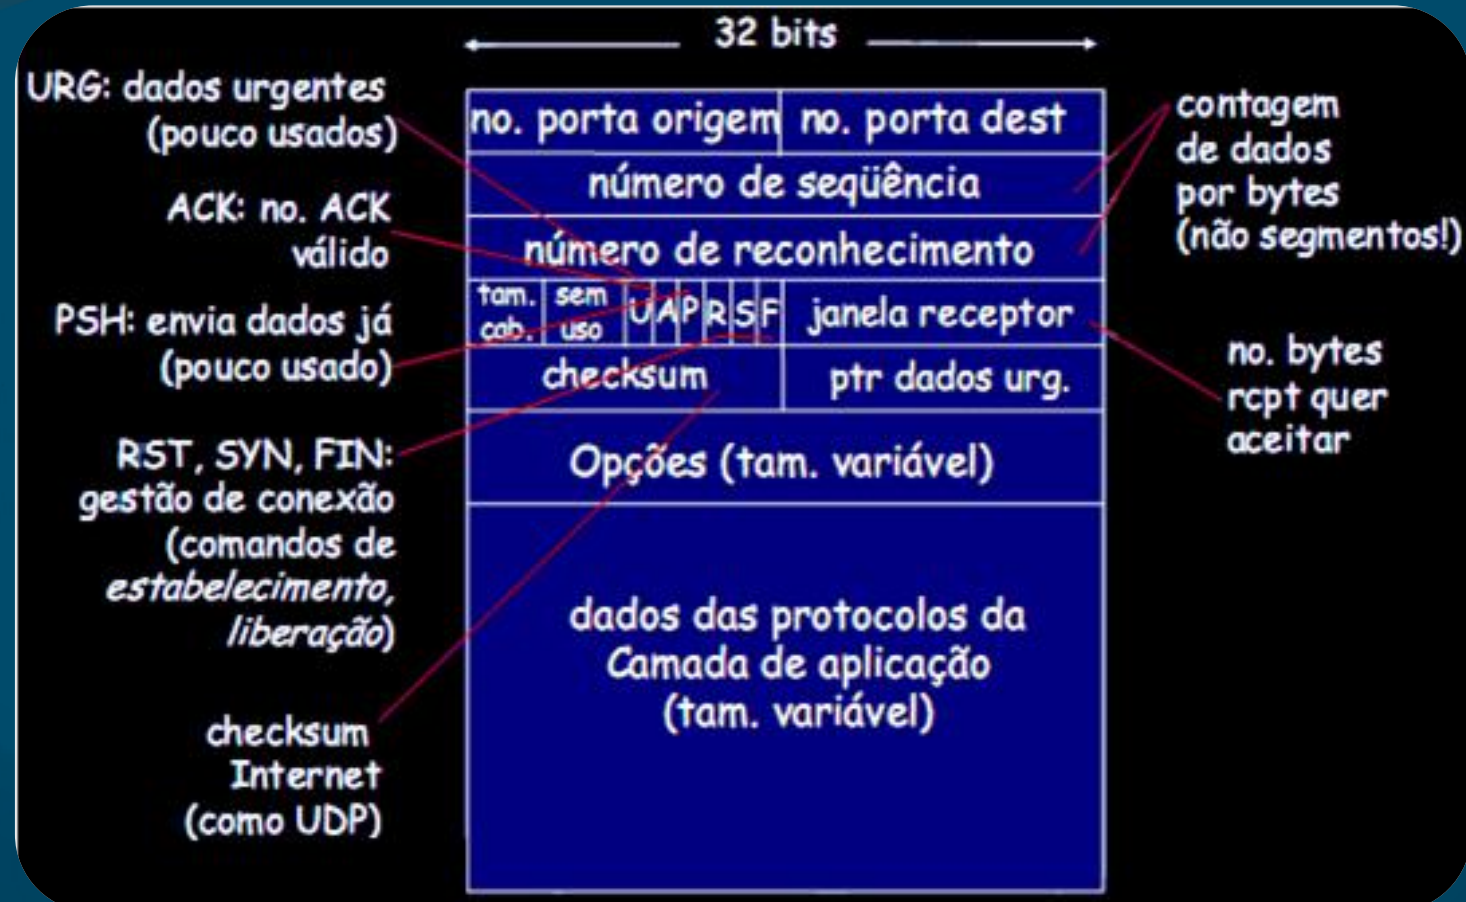 32 bits
URG: dados urgentes
(pouco usados)
ACK: no. ACK
válido
PSH: envia dados já
(pouco usado)
RST, SYN, FIN:
gestão de conexão
(comandos de
estabelecimento,
liberação)
checksum
Internet
(como UDP)
no. porta origem
no. porta dest
número de seqüência
número de reconhecimento
tam.
cab.
sem
uso
U A P R S F
janela receptor
checksum
ptr dados urg.
Opções (tam. variável)
dados das protocolos da
Camada de aplicação
(tam. variável)
contagem
de dados
por bytes
(não segmentos!)
no. bytes
rcpt quer
aceitar